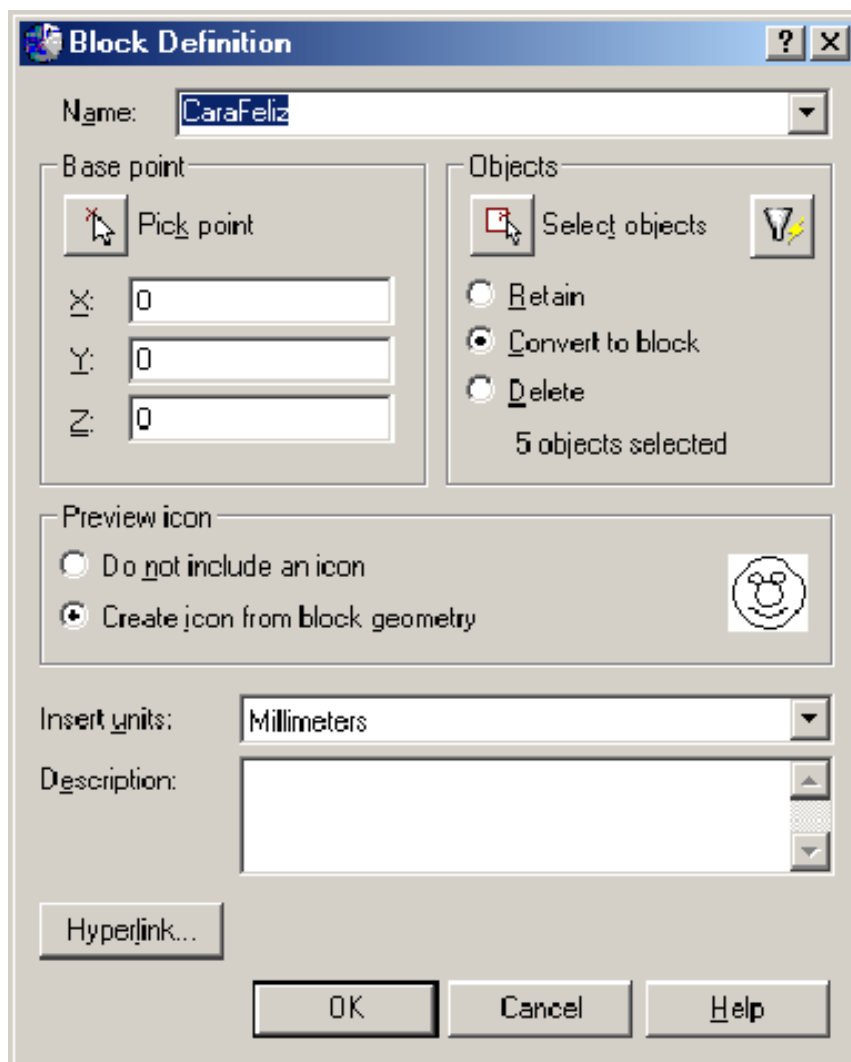 Block Definition
Name: CaraFeliz
Base point
Pick point
X: 0
Y: 0
Z: 0
Objects
Select objects
Retain
Convert to block
Delete
5 objects selected
Preview icon
Do not include an icon
Create icon from block geometry
Insert units: Millimeters
Description:
Hyperlink...
OK Cancel Help